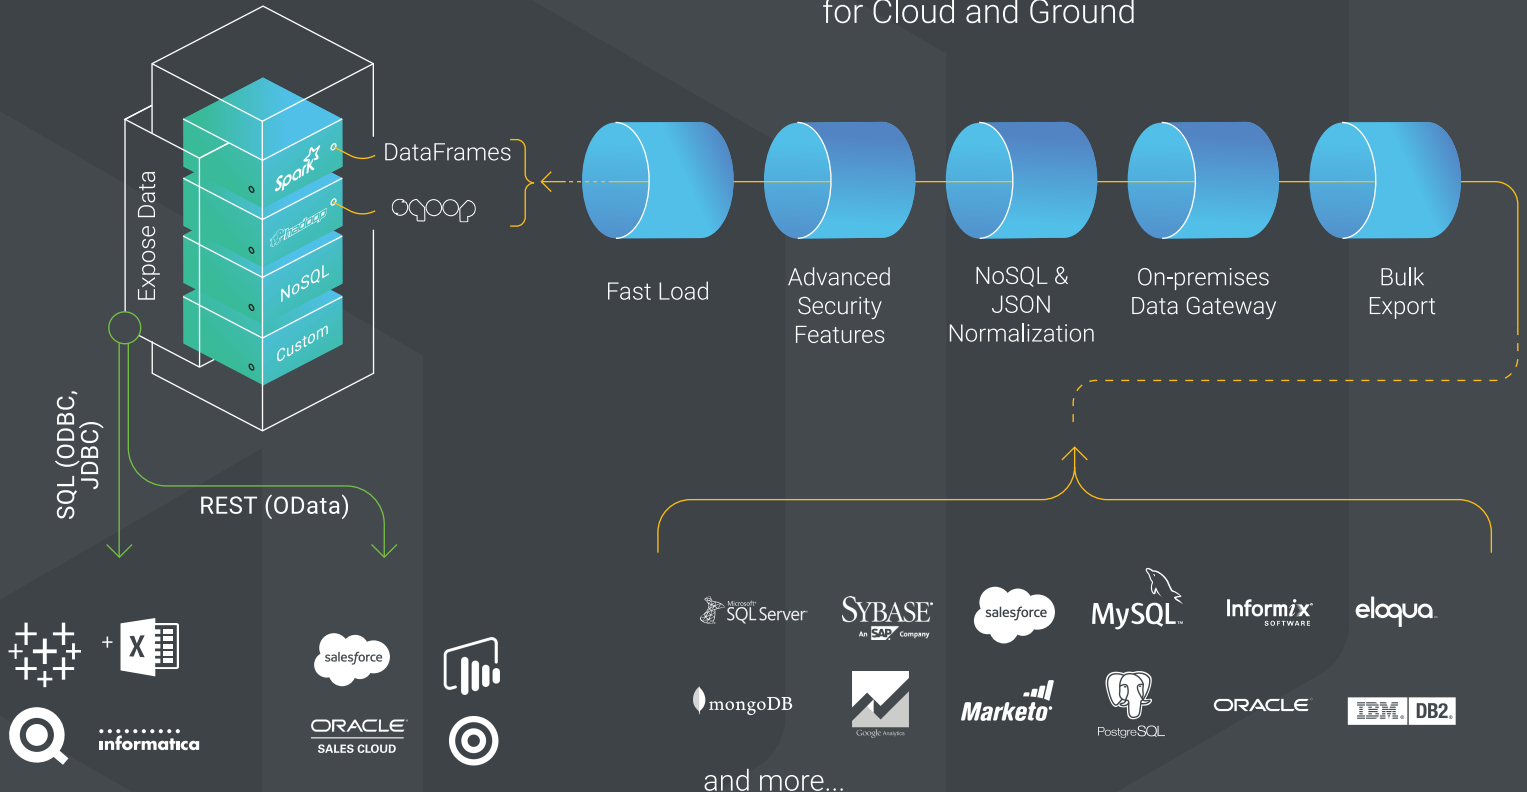 for Cloud and Ground
Expose Data
Spark
hadoop
NoSQL
Custom
DataFrames
sqoop
Fast Load
Advanced
Security
Features
NoSQL &
JSON
Normalization
On-premises
Data Gateway
Bulk
Export
SQL (ODBC,
JDBC)
REST (OData)
+
X
informatica
salesforce
ORACLE
SALES CLOUD
Microsoft
SQL Server
SYBASE
An SAP Company
salesforce
MySQL™
Informix
SOFTWARE
eloqua
mongoDB
Google Analytics
Marketo
PostgreSQL
ORACLE
IBM. DB2.
and more...